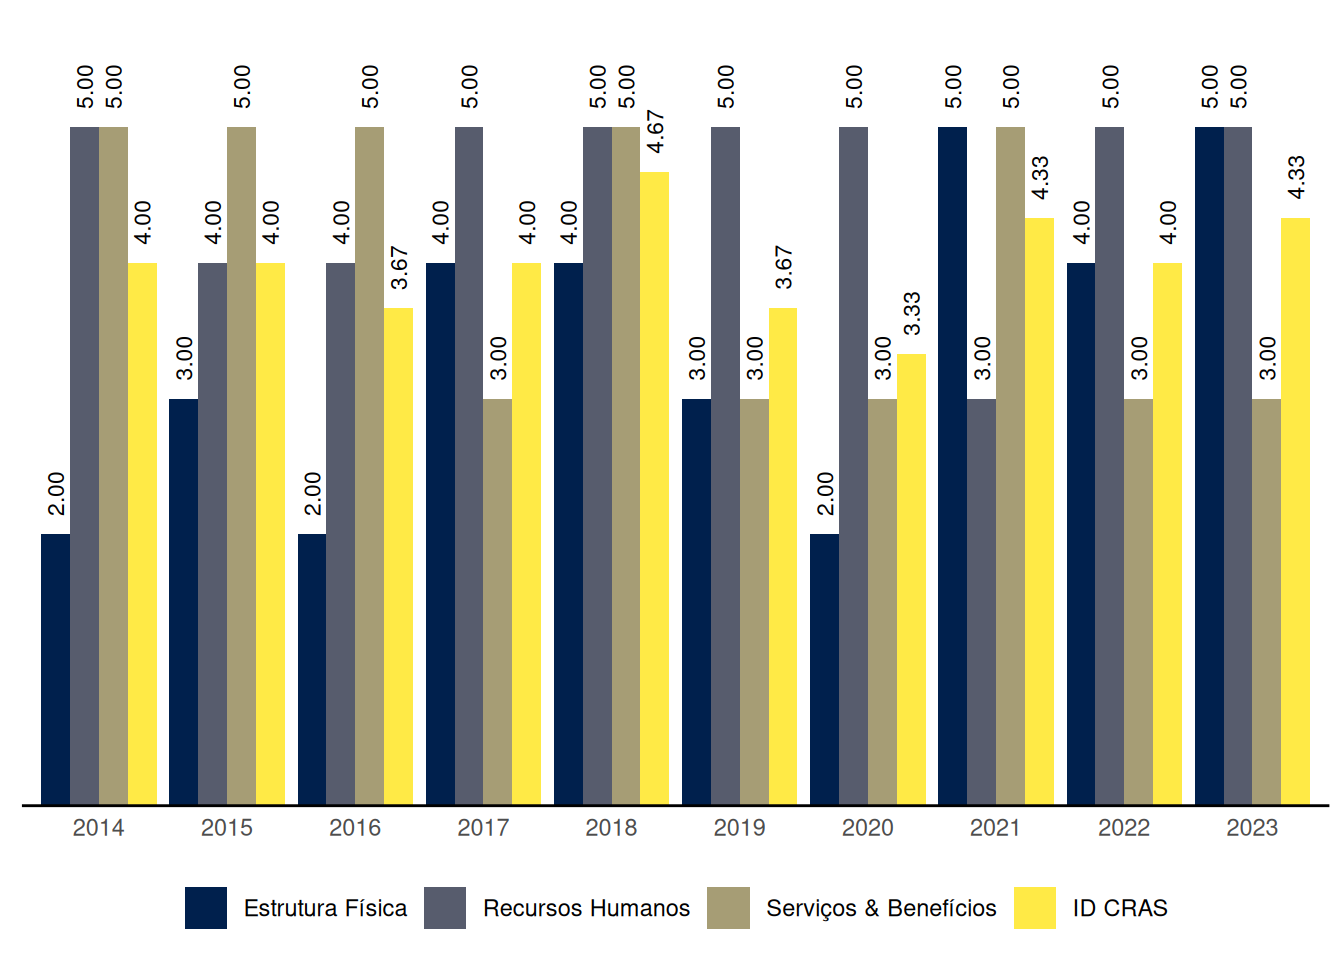 5.00 5.00 5.00 5.00 5.00 5.00 5.00 5.00 5.00 5.00 5.00 5.00 5.00 5.00
4.67
4.33 4.33
4.00 4.00 4.00 4.00 4.00 4.00 4.00 4.00 4.00
3.67 3.67
3.33
3.00 3.00 3.00 3.00 3.00 3.00 3.00 3.00
2.00 2.00 2.00
2014 2015 2016 2017 2018 2019 2020 2021 2022 2023
Estrutura Física Recursos Humanos Serviços & Benefícios ID CRAS